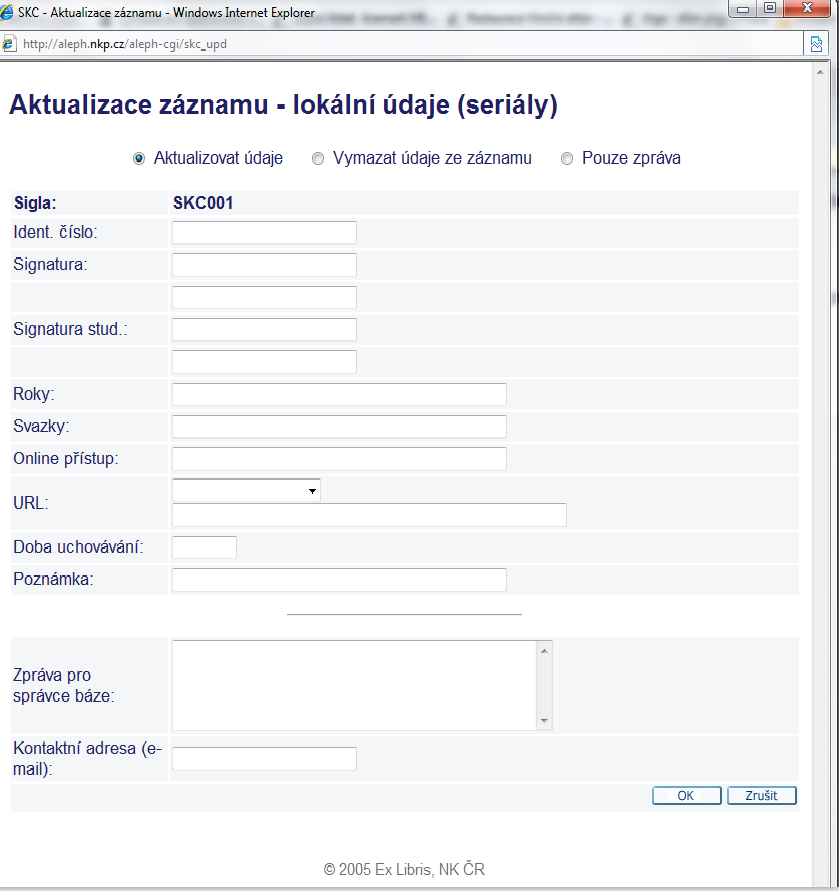 SKC - Aktualizace záznamu - Windows Internet Explorer
http://aleph.nkp.cz/aleph-cgi/skc_upd
Aktualizace záznamu - lokální údaje (seriály)
Aktualizovat údaje Vymazat údaje ze záznamu Pouze zpráva
Sigla: SKC001
Ident. číslo:
Signatura:
Signatura stud.:
Roky:
Svazky:
Online přístup:
URL:
Doba uchovávání:
Poznámka:
Zpráva pro
správce báze:
Kontaktní adresa (e-
mail):
OK Zrušit
© 2005 Ex Libris, NK ČR